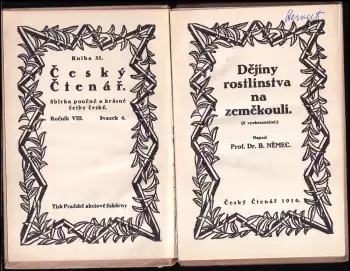 Kniha 32.
Český
Čtenář.
Sbírka poučné a krásné
četby české.
Ročník VIII. Svazek 6.
Tisk Pražské akciové tiskárny
Dějiny
rostlinstva
na
zeměkouli.
(S vyobrazeními.)
Napsal
Prof. Dr. B. NĚMEC.
Český Čtenář 1916.